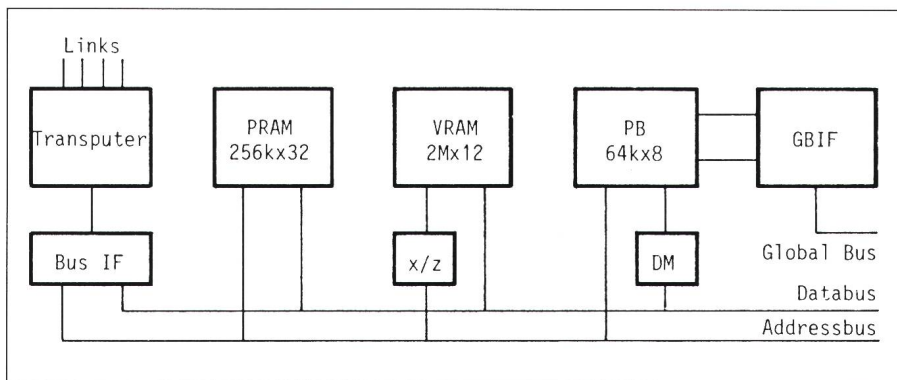 Links
Transputer
PRAM
256kx32
VRAM
2Mx12
PB
64kx8
GBIF
Bus IF
x/z
DM
Global Bus
Databus
Addressbus